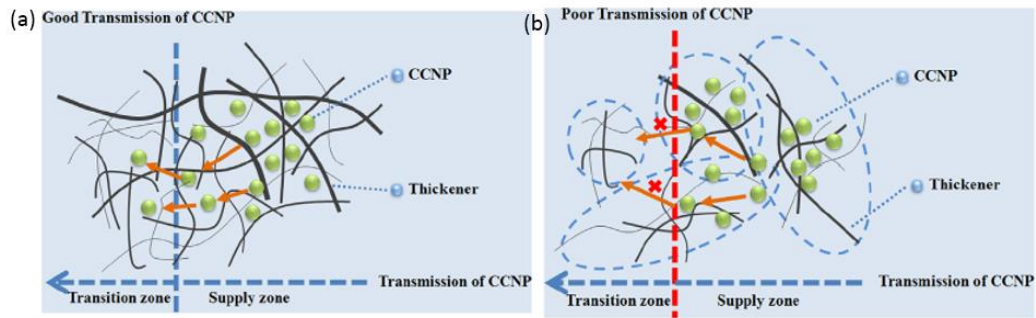 (a)
Good Transmission of CCNP
CCNP
Thickener
Transmission of CCNP
Transition zone
Supply zone
(b)
Poor Transmission of CCNP
CCNP
Thickener
Transmission of CCNP
Transition zone
Supply zone